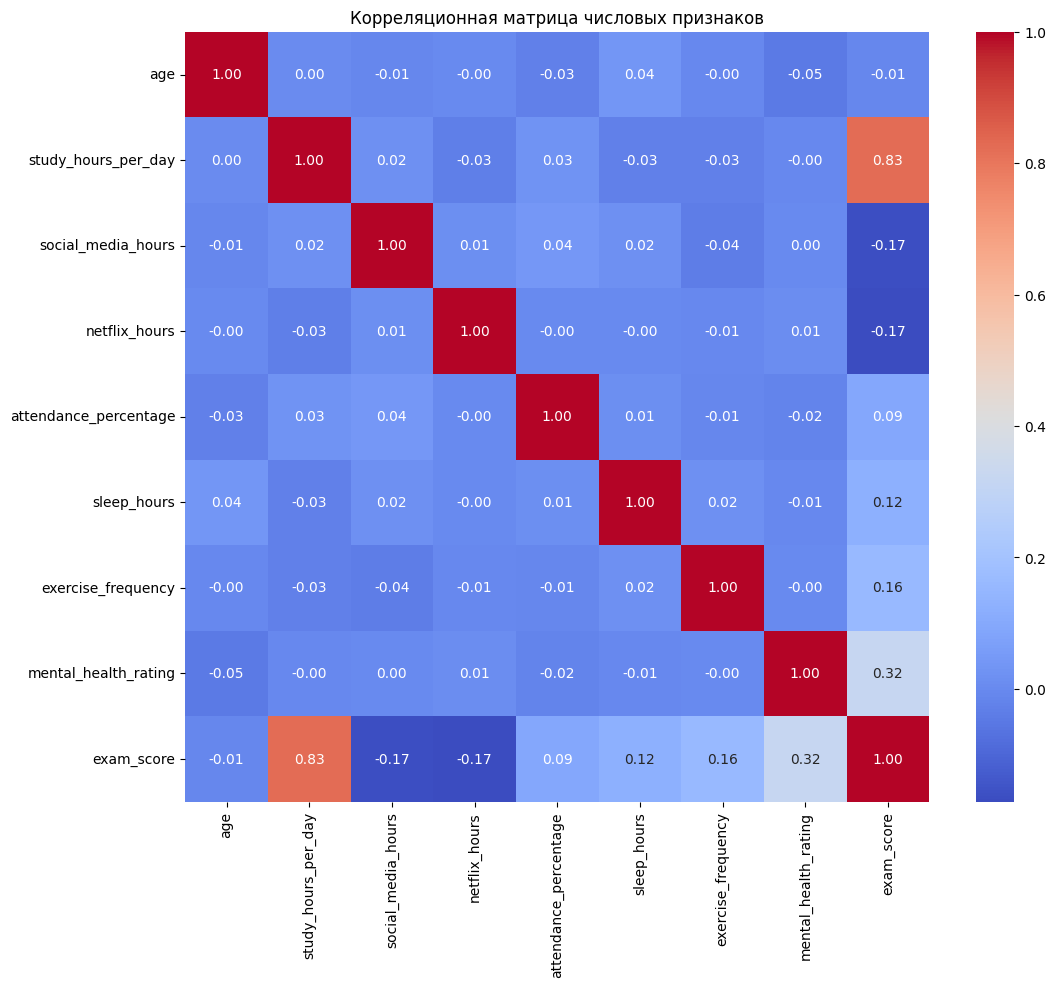 Корреляционная матрица числовых признаков
age 1.00 0.00 -0.01 -0.00 -0.03 0.04 -0.00 -0.05 -0.01
study_hours_per_day 0.00 1.00 0.02 -0.03 0.03 -0.03 -0.03 -0.00 0.83
social_media_hours -0.01 0.02 1.00 0.01 0.04 0.02 -0.04 0.00 -0.17
netflix_hours -0.00 -0.03 0.01 1.00 -0.00 -0.00 -0.01 0.01 -0.17
attendance_percentage -0.03 0.03 0.04 -0.00 1.00 0.01 -0.01 -0.02 0.09
sleep_hours 0.04 -0.03 0.02 -0.00 0.01 1.00 0.02 -0.01 0.12
exercise_frequency -0.00 -0.03 -0.04 -0.01 -0.01 0.02 1.00 -0.00 0.16
mental_health_rating -0.05 -0.00 0.00 0.01 -0.02 -0.01 -0.00 1.00 0.32
exam_score -0.01 0.83 -0.17 -0.17 0.09 0.12 0.16 0.32 1.00
age
study_hours_per_day
social_media_hours
netflix_hours
attendance_percentage
sleep_hours
exercise_frequency
mental_health_rating
exam_score
1.0
0.8
0.6
0.4
0.2
0.0